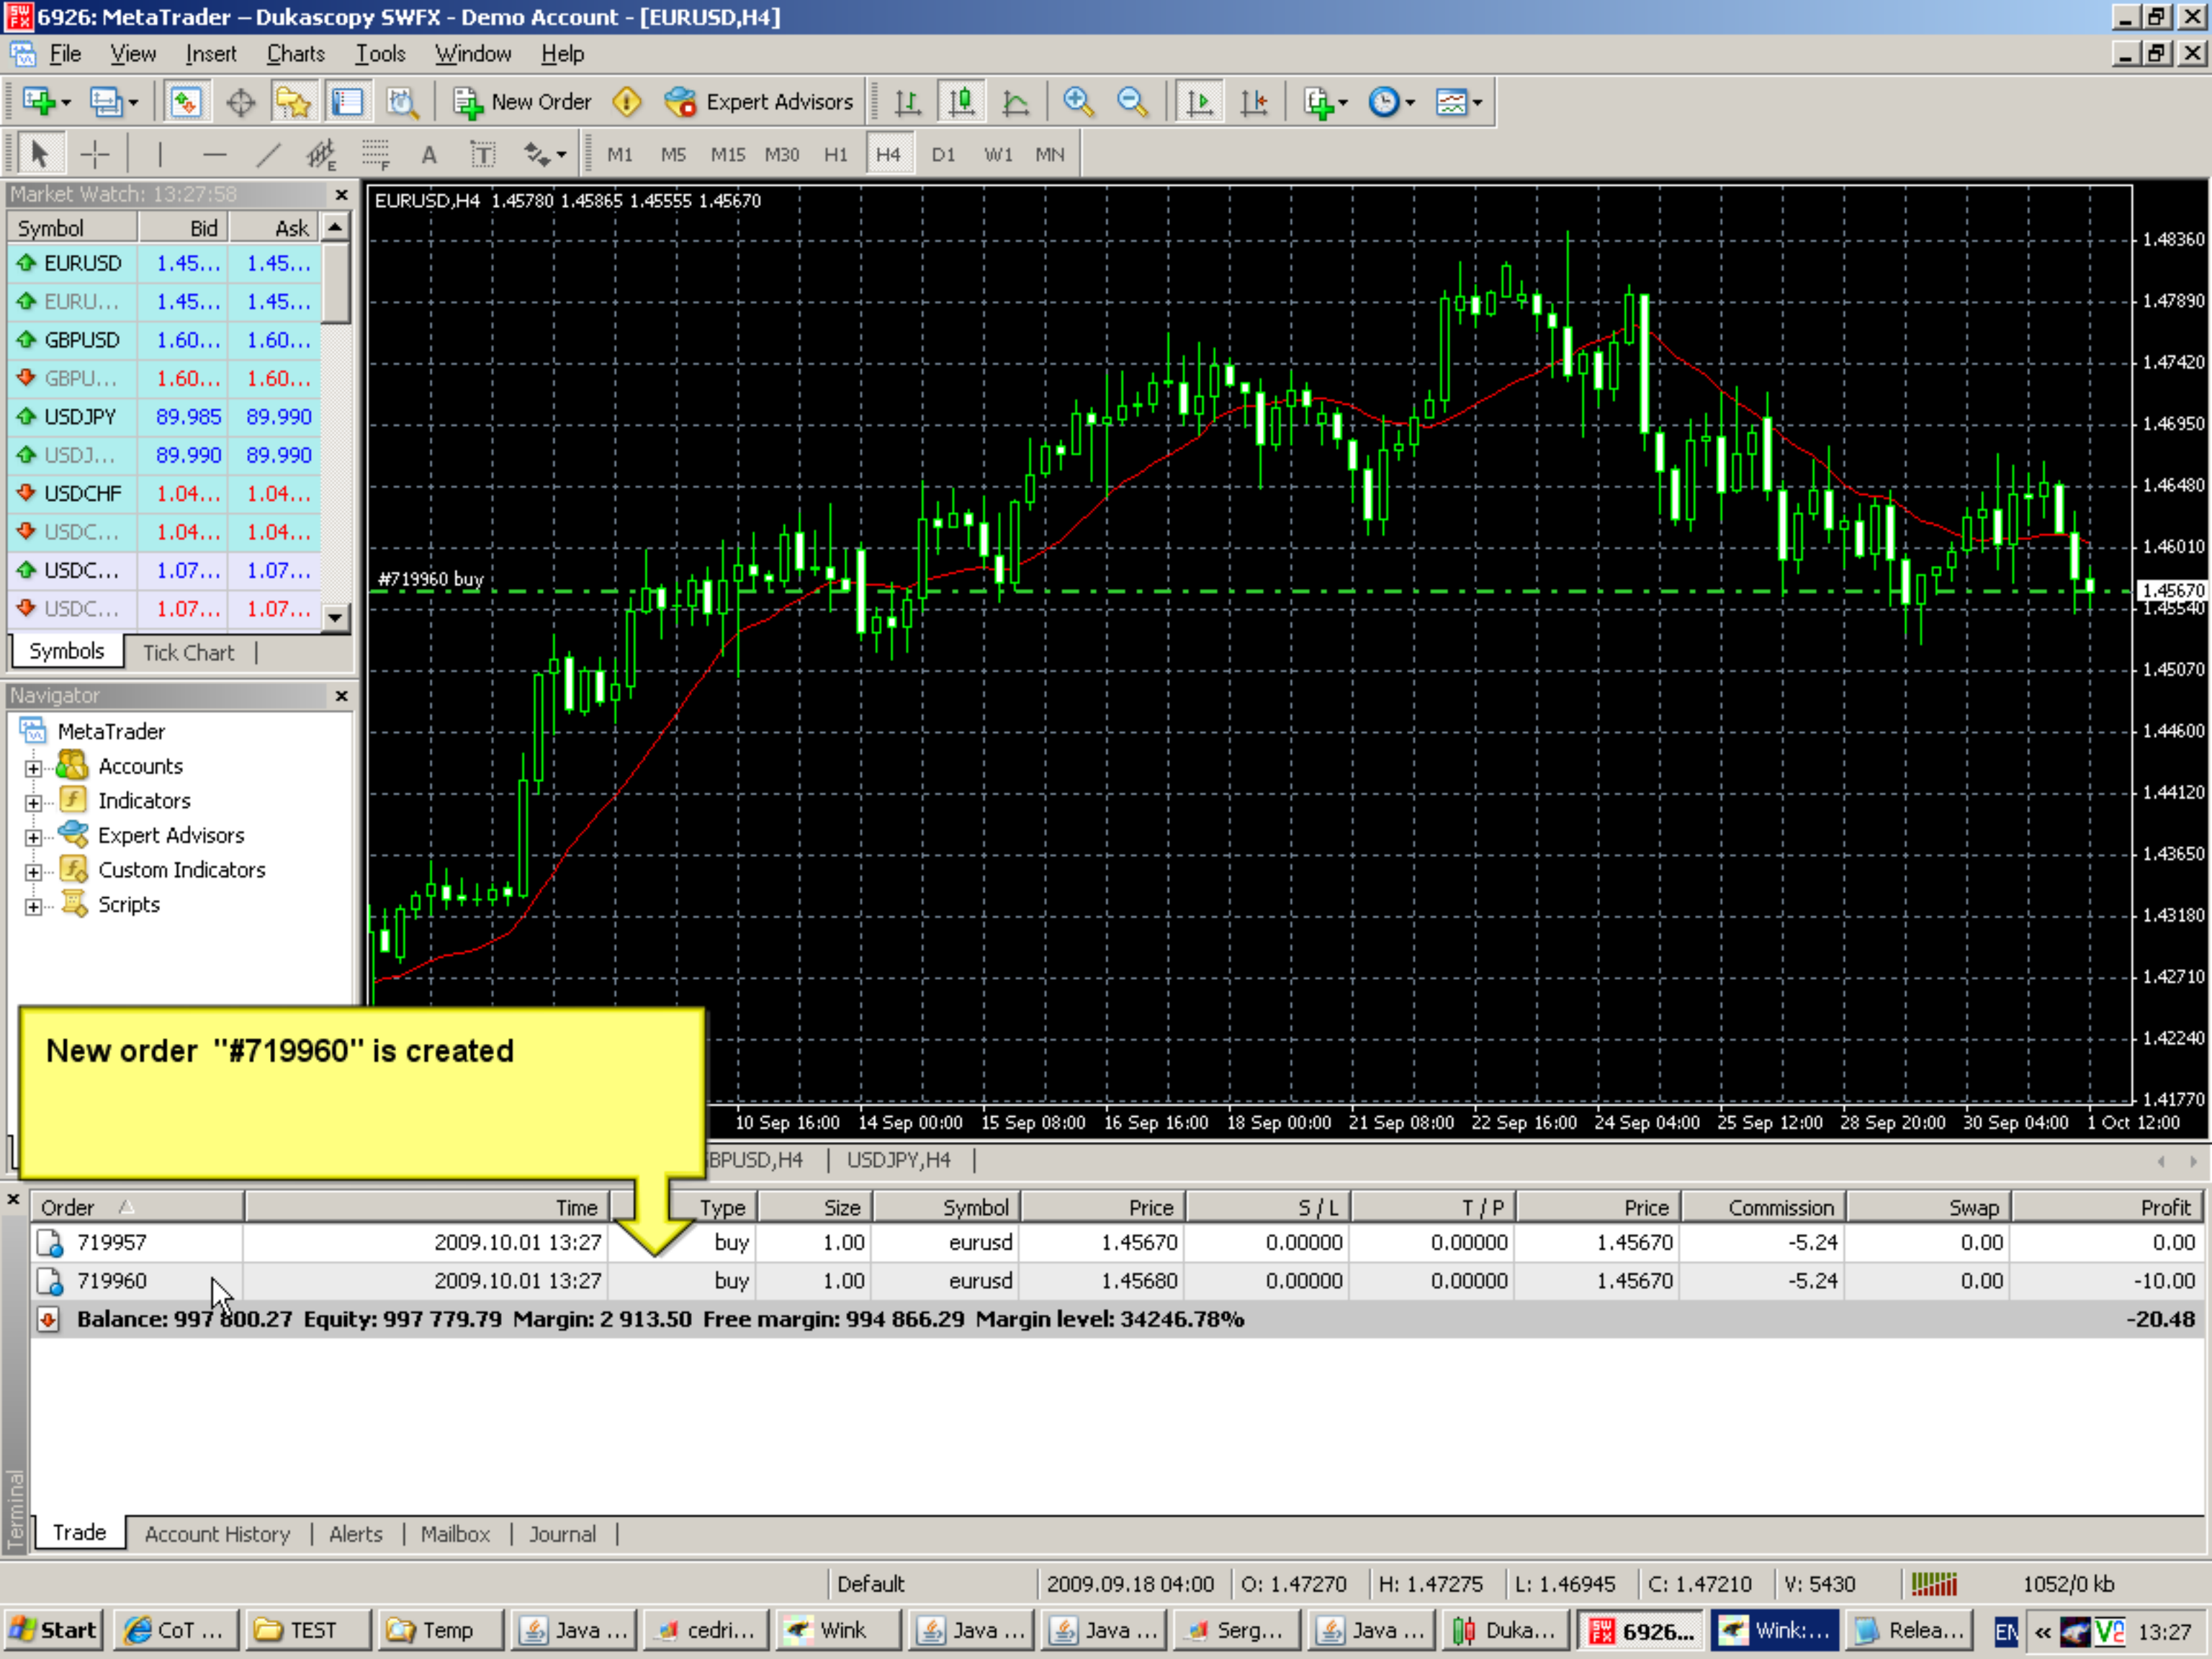 6926: MetaTrader – Dukascopy SWFX - Demo Account - [EURUSD,H4]
File View Insert Charts Tools Window Help
New Order Expert Advisors
A T E F M1 M5 M15 M30 H1 H4 D1 W1 MN
Market Watch: 13:27:58
Symbol Bid Ask
EURUSD 1.45... 1.45...
EURU... 1.45... 1.45...
GBPUSD 1.60... 1.60...
GBPU... 1.60... 1.60...
USDJPY 89.985 89.990
USDJ... 89.990 89.990
USDCHF 1.04... 1.04...
USDC... 1.04... 1.04...
USDC... 1.07... 1.07...
USDC... 1.07... 1.07...
Symbols Tick Chart
Navigator
MetaTrader
Accounts
Indicators
Expert Advisors
Custom Indicators
Scripts
EURUSD,H4 1.45780 1.45865 1.45555 1.45670
#719960 buy
1.48360
1.47890
1.47420
1.46950
1.46480
1.46010
1.45670
1.45540
1.45070
1.44600
1.44120
1.43650
1.43180
1.42710
1.42240
1.41770
10 Sep 16:00 14 Sep 00:00 15 Sep 08:00 16 Sep 16:00 18 Sep 00:00 21 Sep 08:00 22 Sep 16:00 24 Sep 04:00 25 Sep 12:00 28 Sep 20:00 30 Sep 04:00 1 Oct 12:00
New order "#719960" is created
BPUSD,H4 USDJPY,H4
Order Time Type Size Symbol Price S / L T / P Price Commission Swap Profit
719957 2009.10.01 13:27 buy 1.00 eurusd 1.45670 0.00000 0.00000 1.45670 -5.24 0.00 0.00
719960 2009.10.01 13:27 buy 1.00 eurusd 1.45680 0.00000 0.00000 1.45670 -5.24 0.00 -10.00
Balance: 997 800.27 Equity: 997 779.79 Margin: 2 913.50 Free margin: 994 866.29 Margin level: 34246.78% -20.48
Terminal
Trade Account History Alerts Mailbox Journal
Default 2009.09.18 04:00 O: 1.47270 H: 1.47275 L: 1.46945 C: 1.47210 V: 5430 1052/0 kb
Start CoT ... TEST Temp Java ... cedri... Wink Java ... Java ... Serg... Java ... Duka... 6926... Wink:... Relea... EN « 13:27